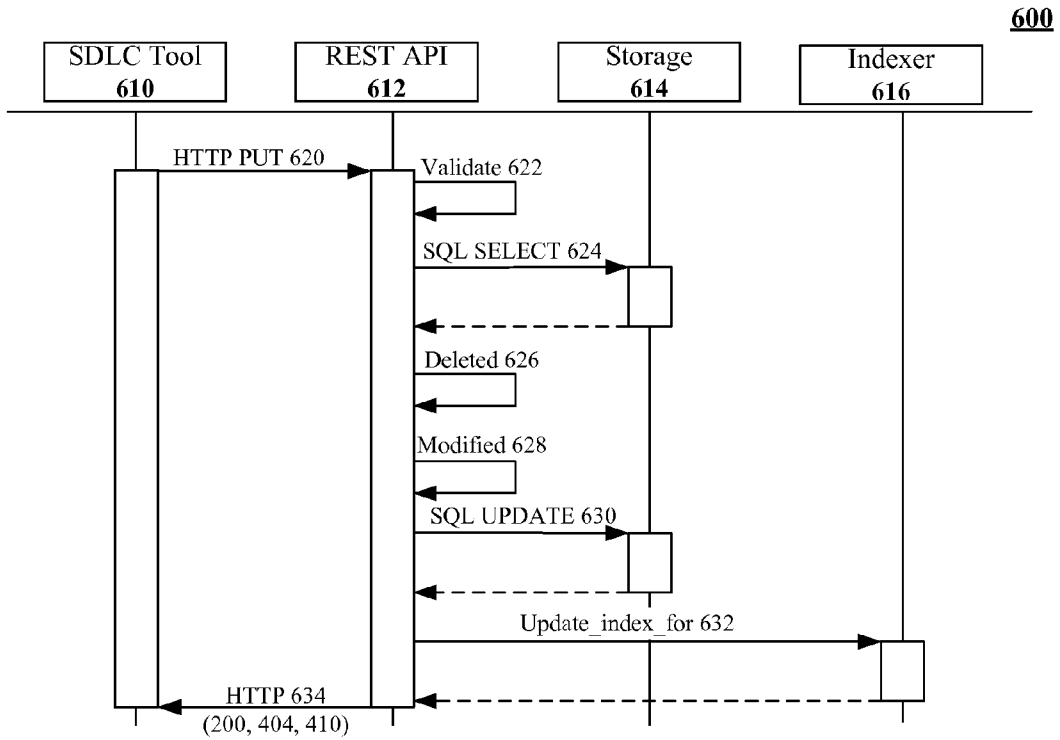 600
SDLC Tool
610
REST API
612
Storage
614
Indexer
616
HTTP PUT 620
Validate 622
SQL SELECT 624
Deleted 626
Modified 628
SQL UPDATE 630
Update_index_for 632
HTTP 634
(200, 404, 410)